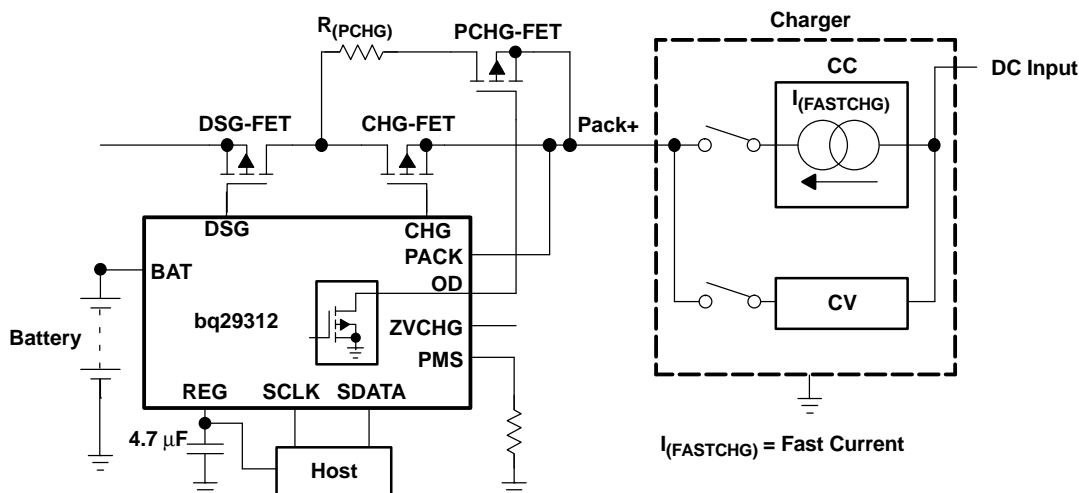 R(PCHG)
PCHG-FET
Charger
CC
DC Input
I(FASTCHG)
DSG-FET
CHG-FET
Pack+
DSG
CHG
PACK
BAT
OD
bq29312
ZVCHG
CV
Battery
PMS
REG
SCLK
SDATA
4.7 μF
Host
I(FASTCHG) = Fast Current